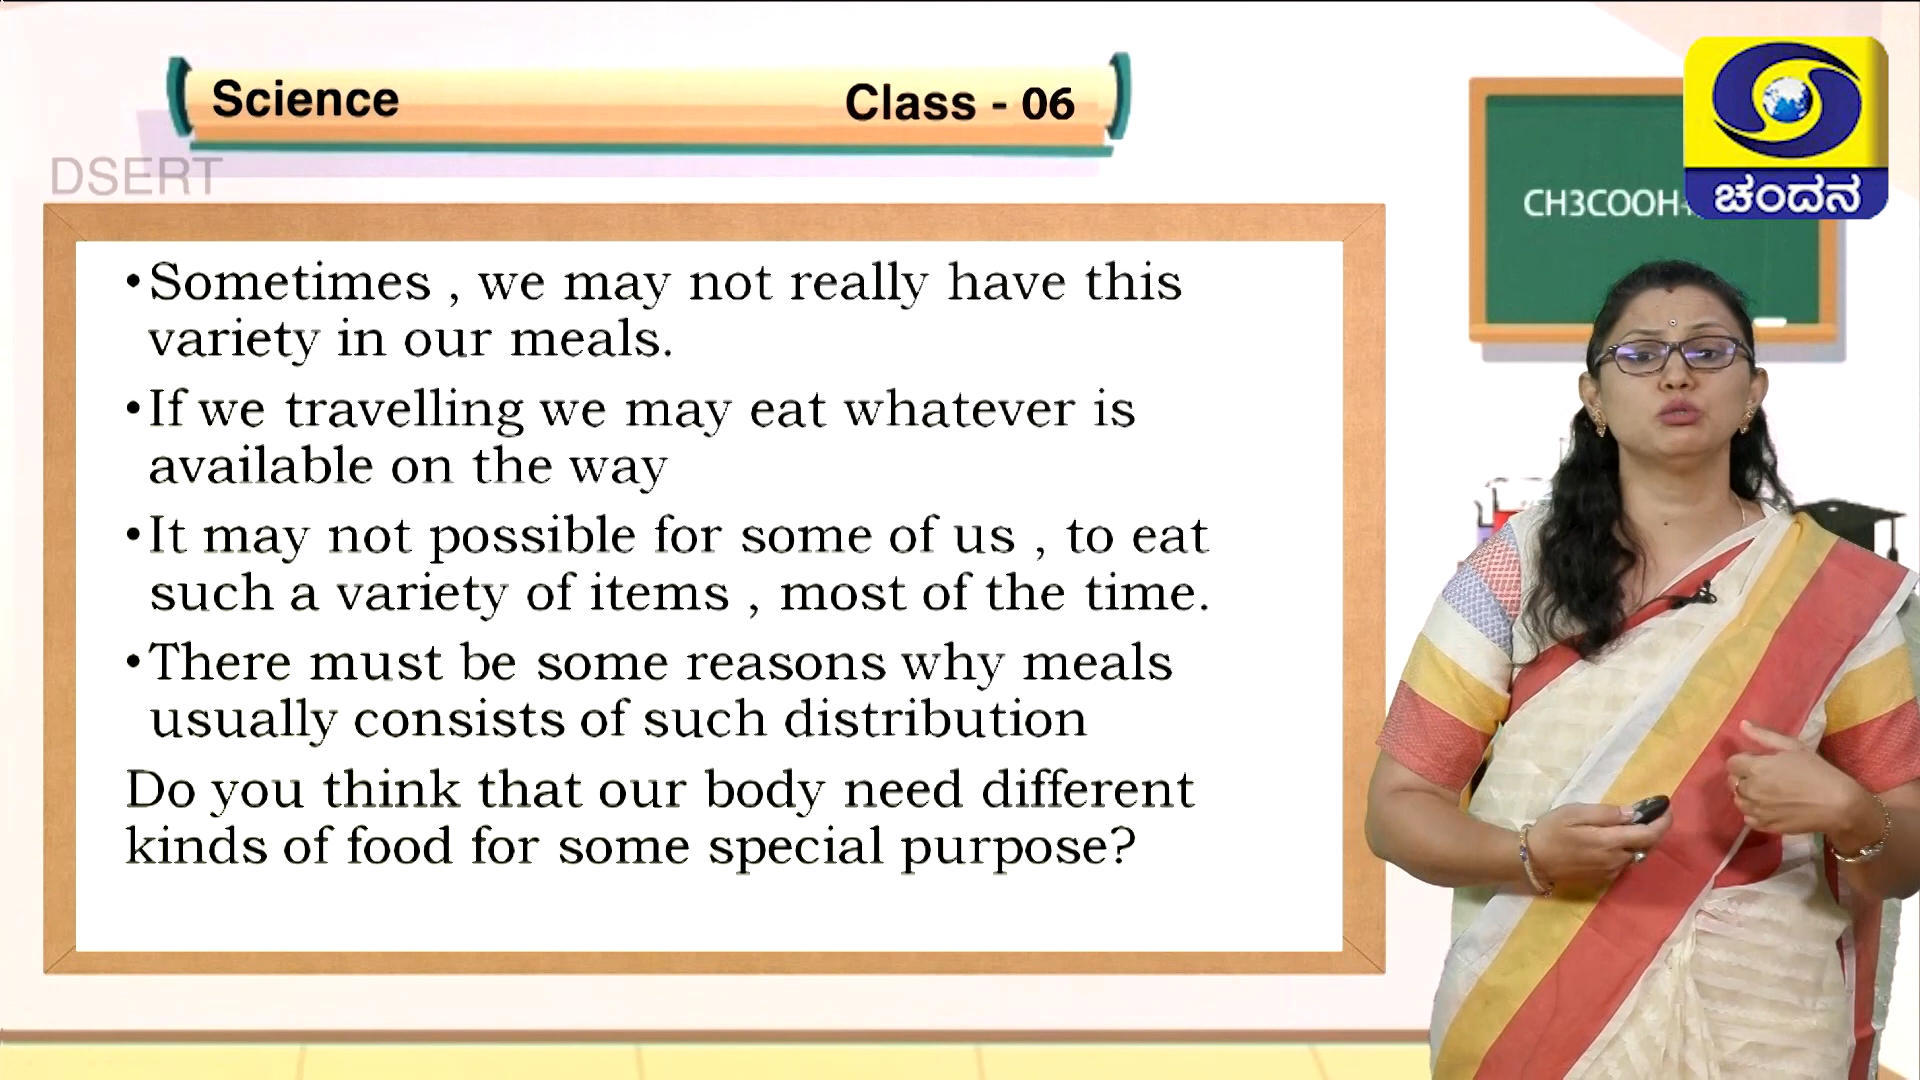 Science
Class - 06
DSERT
CH3COOH+
ಚಂದನ
•Sometimes , we may not really have this
variety in our meals.
•If we travelling we may eat whatever is
available on the way
•It may not possible for some of us , to eat
such a variety of items , most of the time.
•There must be some reasons why meals
usually consists of such distribution
Do you think that our body need different
kinds of food for some special purpose?